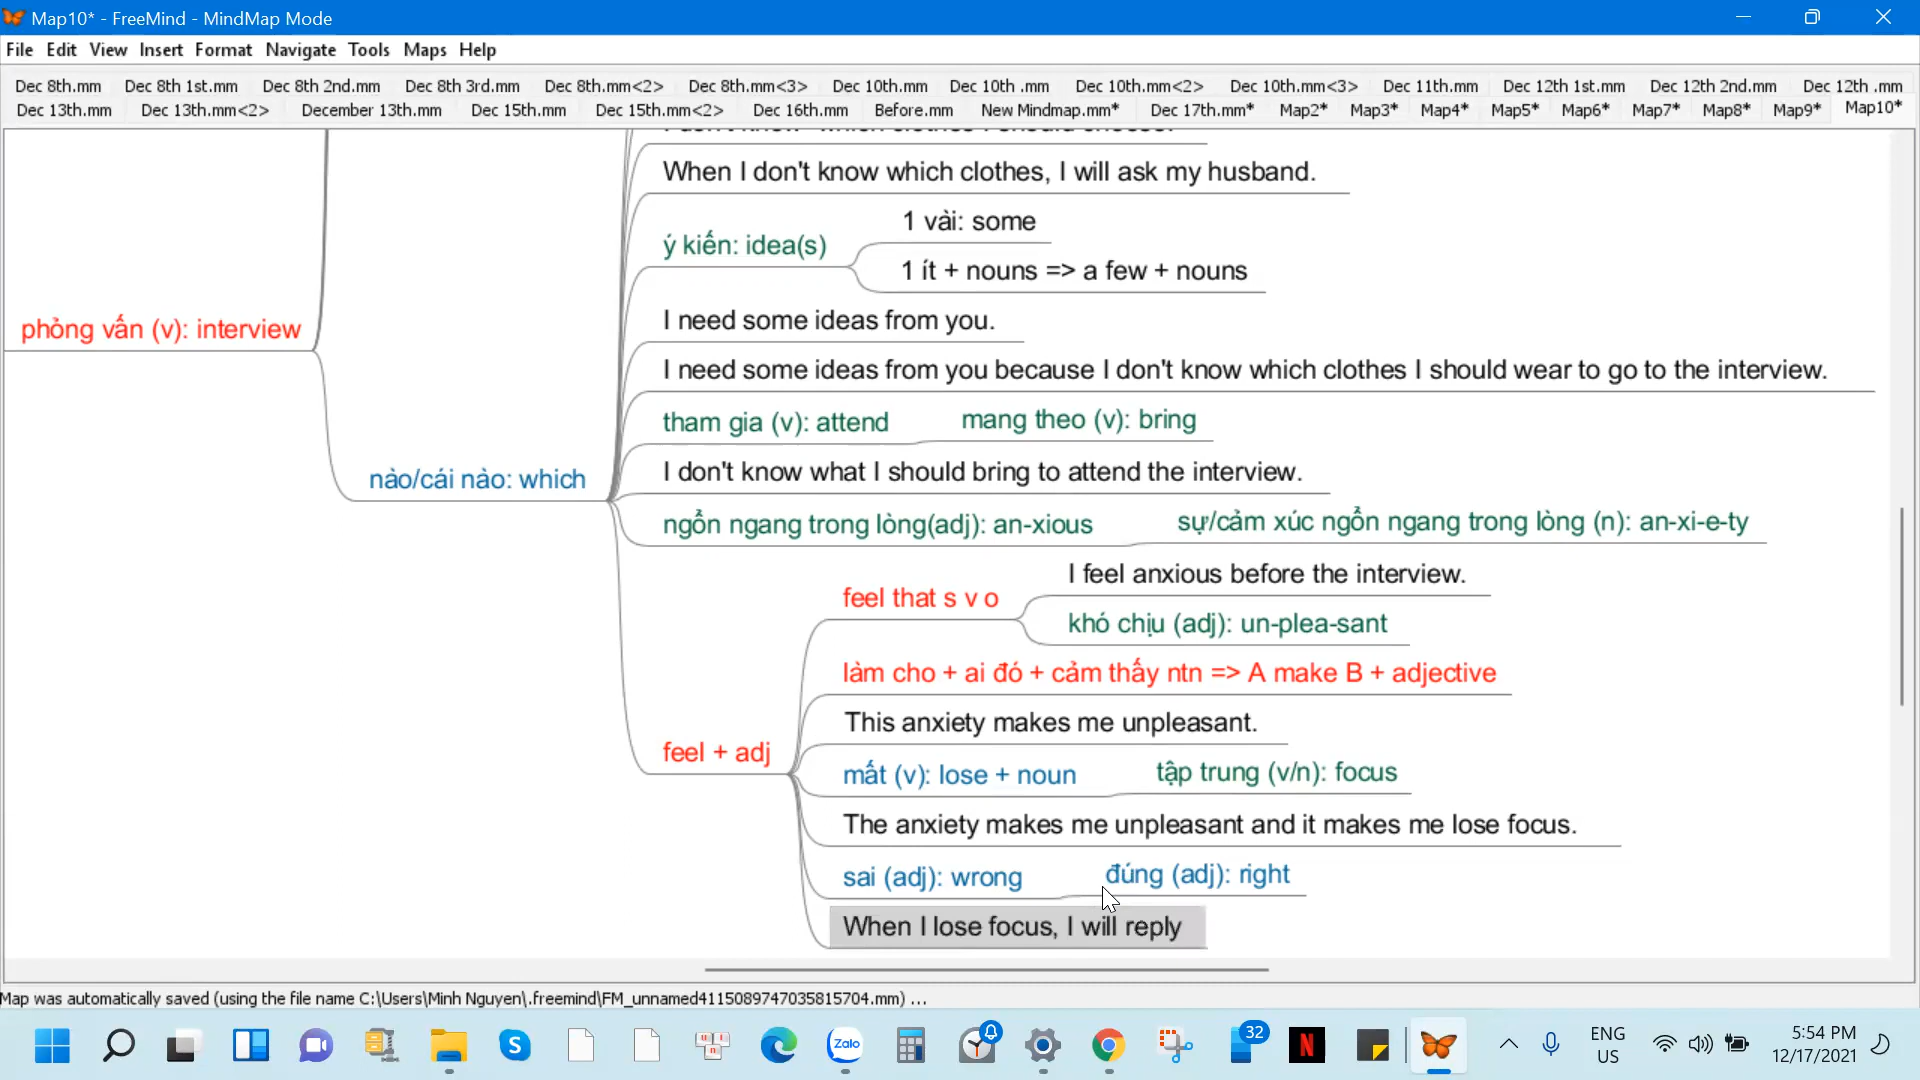 Map10* - FreeMind - MindMap Mode
File Edit View Insert Format Navigate Tools Maps Help
Dec 8th.mm Dec 8th 1st.mm Dec 8th 2nd.mm Dec 8th 3rd.mm Dec 8th.mm<2> Dec 8th.mm<3> Dec 10th.mm Dec 10th .mm Dec 10th.mm<2> Dec 10th.mm<3> Dec 11th.mm Dec 12th 1st.mm Dec 12th 2nd.mm Dec 12th .mm
Dec 13th.mm Dec 13th.mm<2> December 13th.mm Dec 15th.mm Dec 15th.mm<2> Dec 16th.mm Before.mm New Mindmap.mm* Dec 17th.mm* Map2* Map3* Map4* Map5* Map6* Map7* Map8* Map9* Map10*
When I don't know which clothes, I will ask my husband.
1 vài: some
ý kiến: idea(s)
1 ít + nouns => a few + nouns
I need some ideas from you.
phỏng vấn (v): interview
I need some ideas from you because I don't know which clothes I should wear to go to the interview.
tham gia (v): attend mang theo (v): bring
I don't know what I should bring to attend the interview.
nào/cái nào: which
ngổn ngang trong lòng(adj): an-xious sự/cảm xúc ngổn ngang trong lòng (n): an-xi-e-ty
I feel anxious before the interview.
feel that s v o
khó chịu (adj): un-plea-sant
làm cho + ai đó + cảm thấy ntn => A make B + adjective
This anxiety makes me unpleasant.
feel + adj
mất (v): lose + noun tập trung (v/n): focus
The anxiety makes me unpleasant and it makes me lose focus.
sai (adj): wrong đúng (adj): right
When I lose focus, I will reply
Map was automatically saved (using the file name C:\Users\Minh Nguyen\.freemind\FM_unnamed4115089747035815704.mm) ...
Zalo
32
N
ENG
US
5:54 PM
12/17/2021